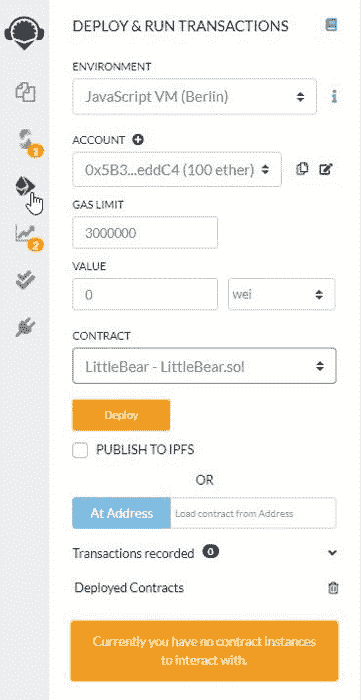 DEPLOY & RUN TRANSACTIONS
ENVIRONMENT
JavaScript VM (Berlin)
i
ACCOUNT
1
0x5B3...eddC4 (100 ether)
GAS LIMIT
3000000
2
VALUE
0 wei
CONTRACT
LittleBear - LittleBear.sol
Deploy
PUBLISH TO IPFS
OR
At Address Load contract from Address
Transactions recorded 0
Deployed Contracts
Currently you have no contract instances
to interact with.